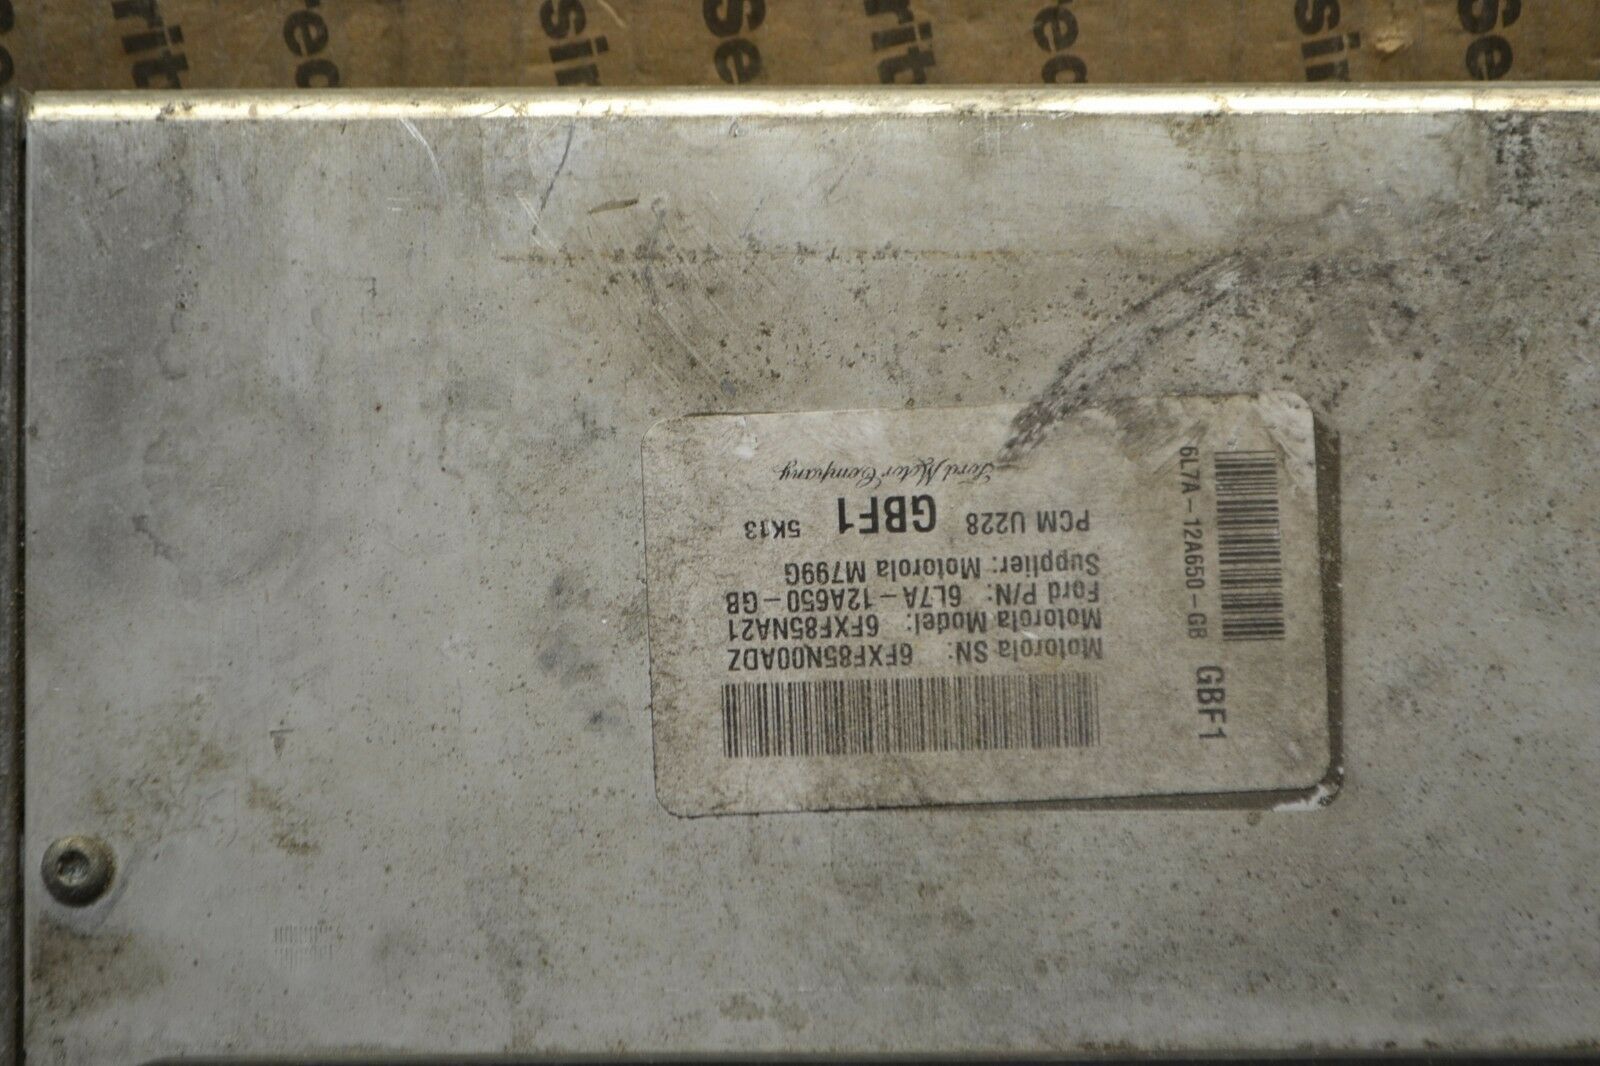 Motorola SN: 6FXF85N00ADZ
Motorola Model: 6FXF85NA21
Ford P/N: 6L7A-12A650-GB
Supplier: Motorola M799G
PCM U228 GBF1 5K13
Ford Motor Company
6L7A-12A650-GB GBF1